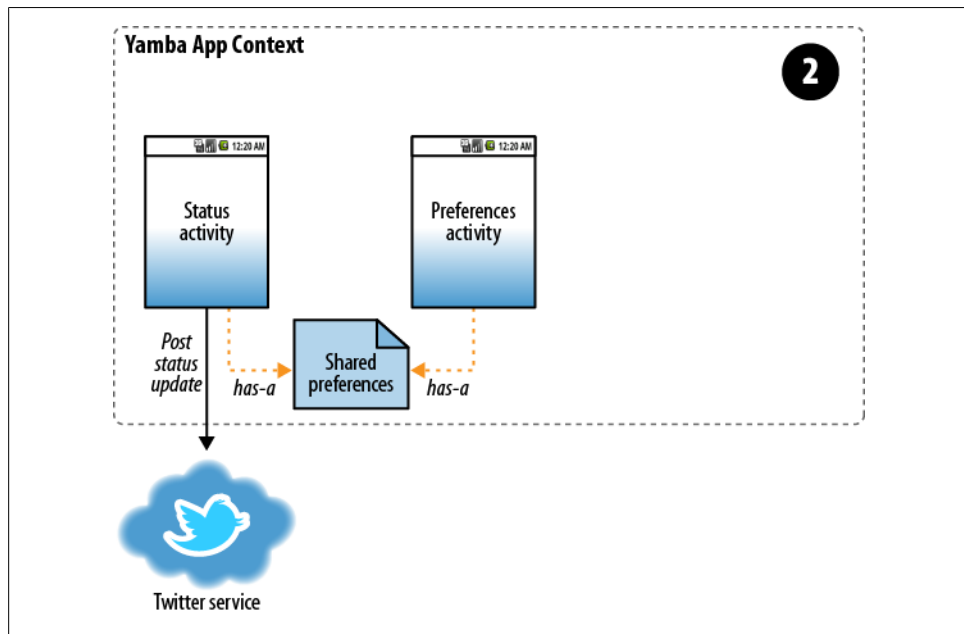 Yamba App Context
2
12:20 AM
12:20 AM
Status
activity
Preferences
activity
Post
status
update
has-a
Shared
preferences
has-a
Twitter service